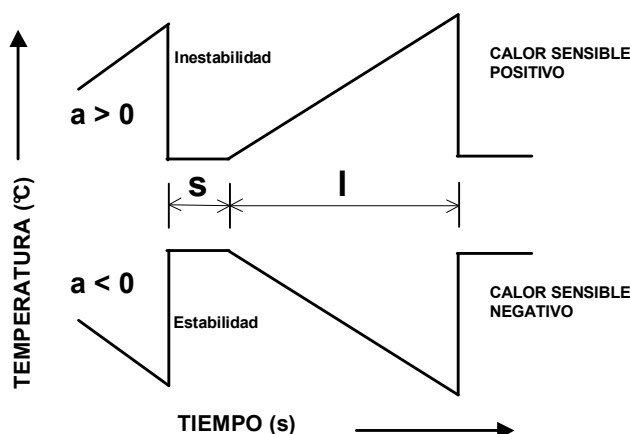 Inestabilidad
CALOR SENSIBLE
POSITIVO
a > 0
TEMPERATURA (°C)
s
l
a < 0
Estabilidad
CALOR SENSIBLE
NEGATIVO
TIEMPO (s)